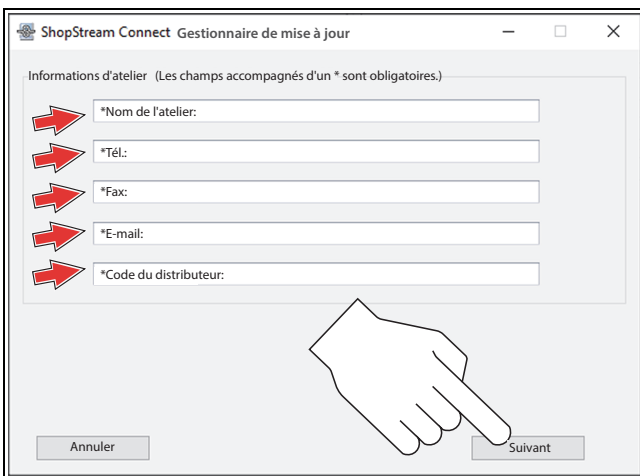 ShopStream Connect Gestionnaire de mise à jour
Informations d'atelier (Les champs accompagnés d'un * sont obligatoires.)
*Nom de l'atelier:
*Tél.:
*Fax:
*E-mail:
*Code du distributeur:
Annuler
Suivant